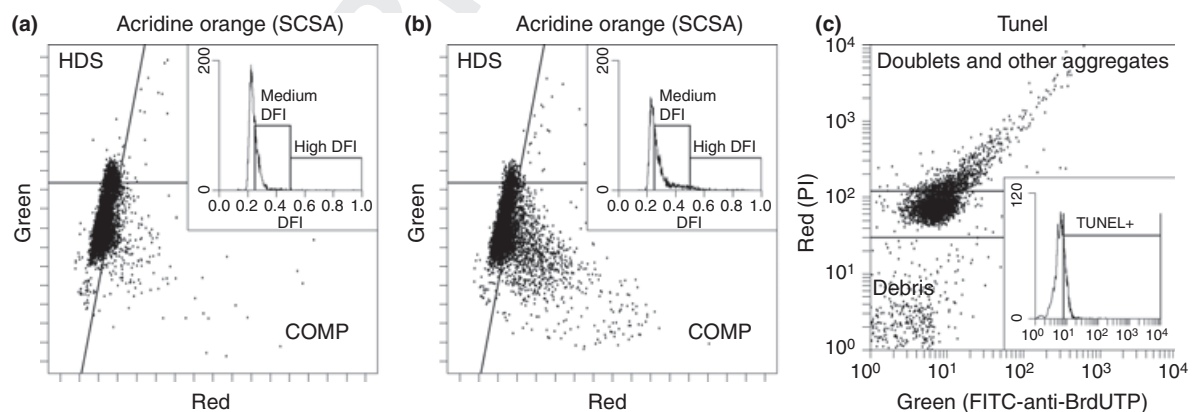 (a)
Acridine orange (SCSA)
HDS
200
Medium
DFI
High DFI
0
0.0 0.2 0.4 0.6 0.8 1.0
DFI
Green
COMP
Red
(b)
Acridine orange (SCSA)
HDS
200
Medium
DFI
High DFI
0
0.0 0.2 0.4 0.6 0.8 1.0
DFI
Green
COMP
Red
(c)
Tunel
10⁴
Doublets and other aggregates
10³
10²
Red (PI)
10¹
Debris
10⁰
120
TUNEL+
0
10⁰ 10¹ 10² 10³ 10⁴
10⁰ 10¹ 10² 10³ 10⁴
Green (FITC-anti-BrdUTP)